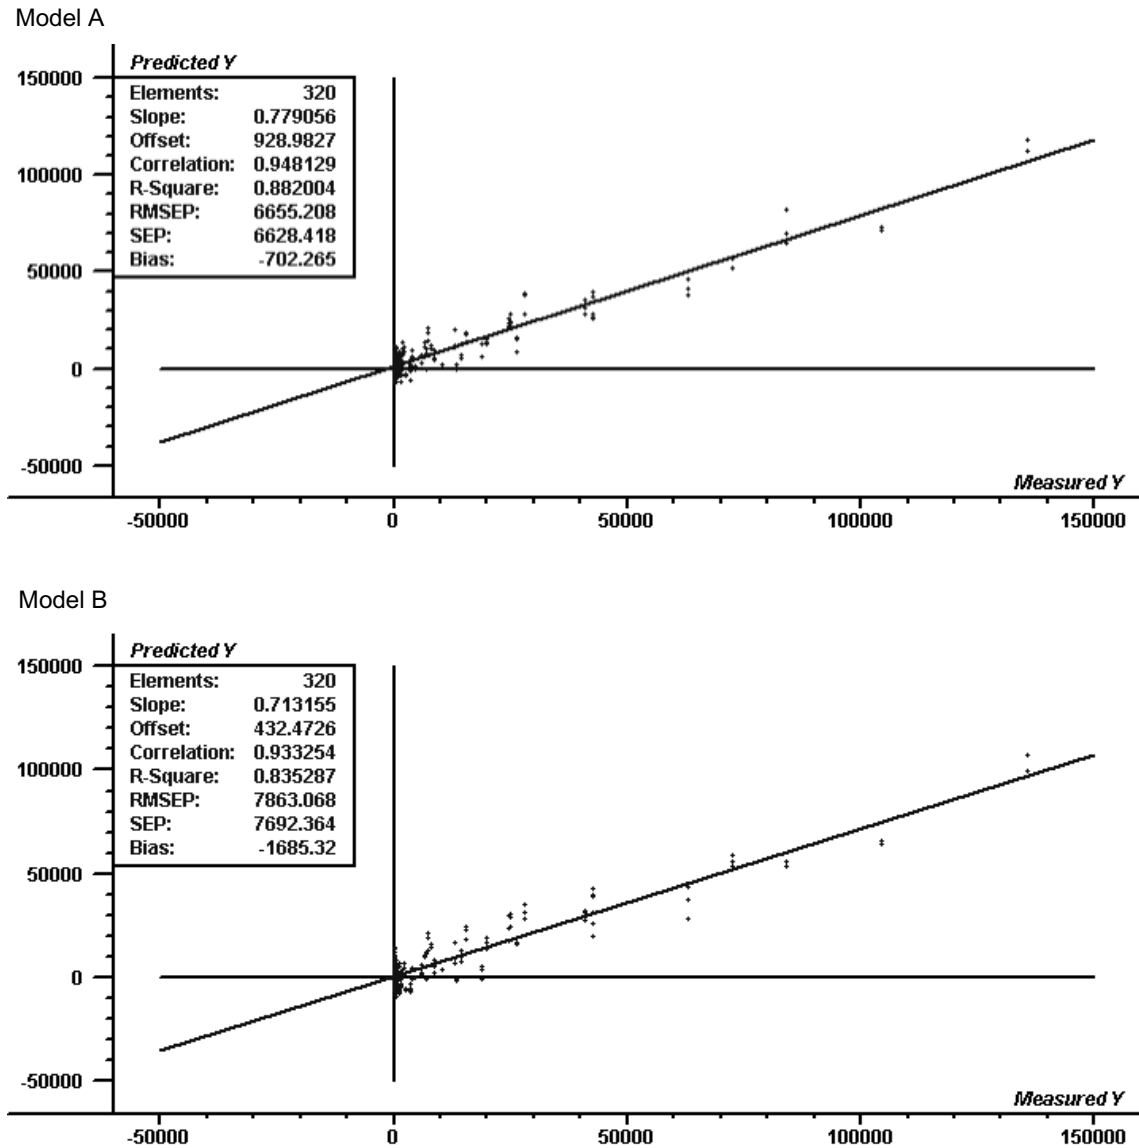 Model A
Predicted Y
150000
100000
50000
0
-50000
Elements: 320
Slope: 0.779056
Offset: 928.9827
Correlation: 0.948129
R-Square: 0.882004
RMSEP: 6655.208
SEP: 6628.418
Bias: -702.265
Measured Y
-50000 0 50000 100000 150000
Model B
Predicted Y
150000
100000
50000
0
-50000
Elements: 320
Slope: 0.713155
Offset: 432.4726
Correlation: 0.933254
R-Square: 0.835287
RMSEP: 7863.068
SEP: 7692.364
Bias: -1685.32
Measured Y
-50000 0 50000 100000 150000